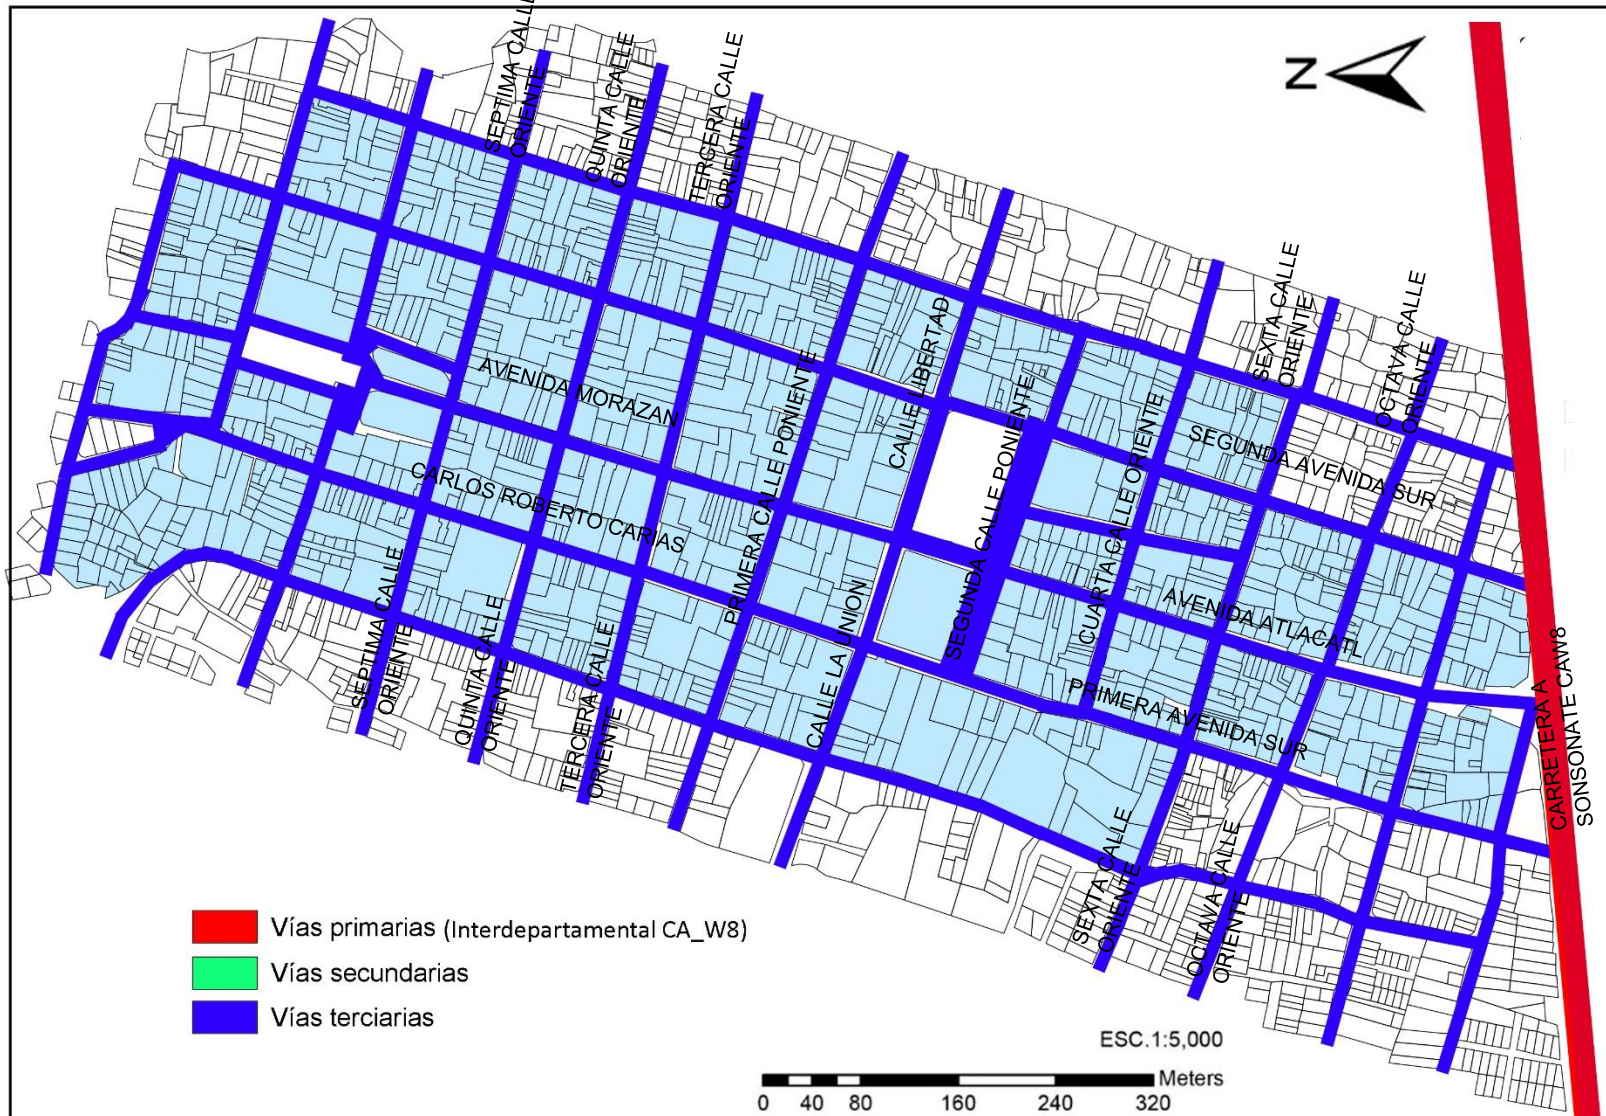 SEPTIMA CALLE
ORIENTE
QUINTA CALLE
ORIENTE
TERCERA CALLE
ORIENTE
N
SEXTA CALLE
ORIENTE
OCTAVA CALLE
ORIENTE
AVENIDA MORAZAN
PRIMERA CALLE PONIENTE
CALLE LIBERTAD
SEGUNDA CALLE PONIENTE
CUARTA CALLE ORIENTE
SEGUNDA AVENIDA SUR
CARLOS ROBERTO CARIAS
AVENIDA ATLACATL
PRIMERA AVENIDA SUR
CALLE LA UNION
SEPTIMA CALLE
ORIENTE
QUINTA CALLE
ORIENTE
TERCERA CALLE
ORIENTE
SEXTA CALLE
ORIENTE
OCTAVA CALLE
ORIENTE
CARRETERA A
SONSONATE CAW8
Vías primarias (Interdepartamental CA_W8)
Vías secundarias
Vías terciarias
ESC.1:5,000
Meters
0 40 80 160 240 320